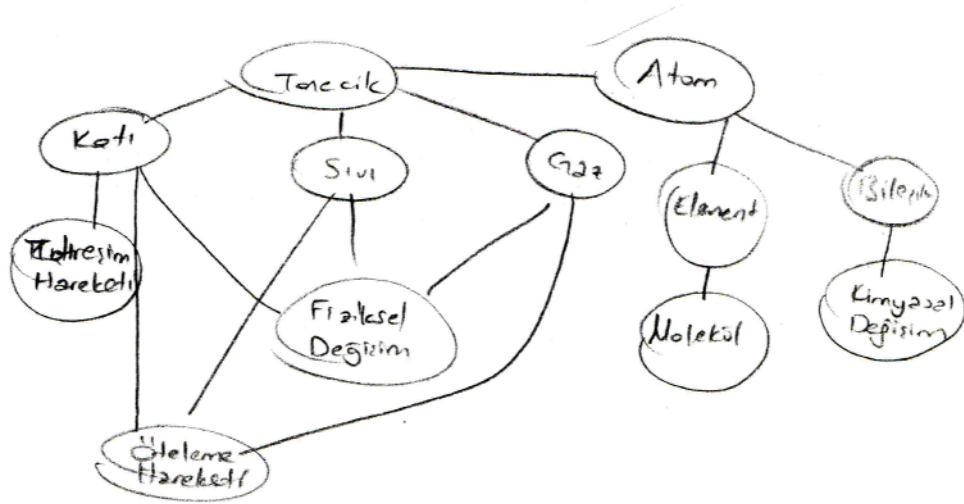 Tanecik
Atom
Katı
Sıvı
Gaz
Element
Bileşik
Titreşim
Hareketi
Fiziksel
Değişim
Molekül
Kimyasal
Değişim
Öteleme
Hareketi